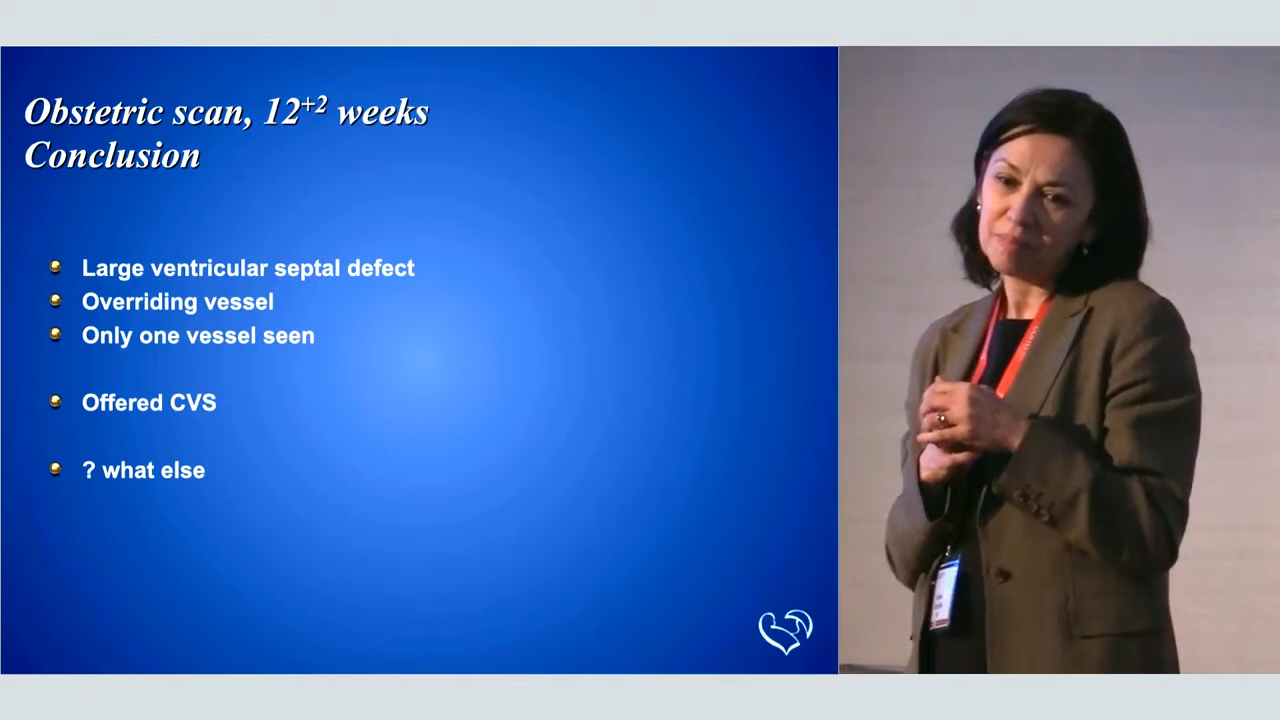 Obstetric scan, 12+2 weeks
Conclusion
Large ventricular septal defect
Overriding vessel
Only one vessel seen
Offered CVS
? what else